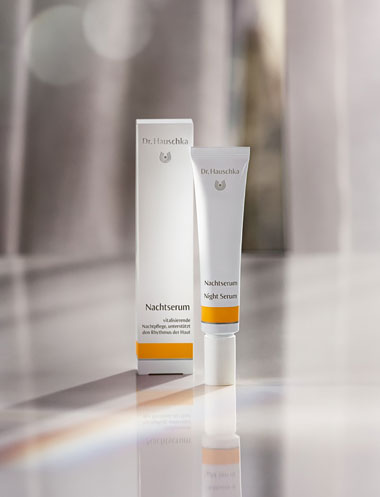 Dr. Hauschka
Nachtserum
vitalisierende
Nachtpflege, unterstützt
den Rhythmus der Haut
Dr. Hauschka
Nachtserum
Night Serum